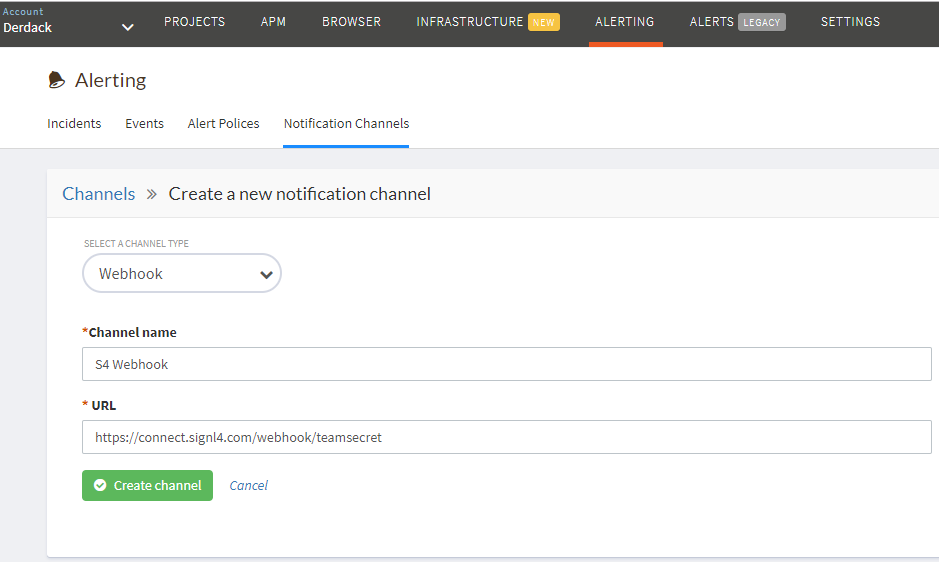 Account
Derdack
PROJECTS APM BROWSER INFRASTRUCTURE NEW ALERTING ALERTS LEGACY SETTINGS
Alerting
Incidents Events Alert Polices Notification Channels
Channels » Create a new notification channel
SELECT A CHANNEL TYPE
Webhook
*Channel name
S4 Webhook
* URL
https://connect.signl4.com/webhook/teamsecret
Create channel Cancel